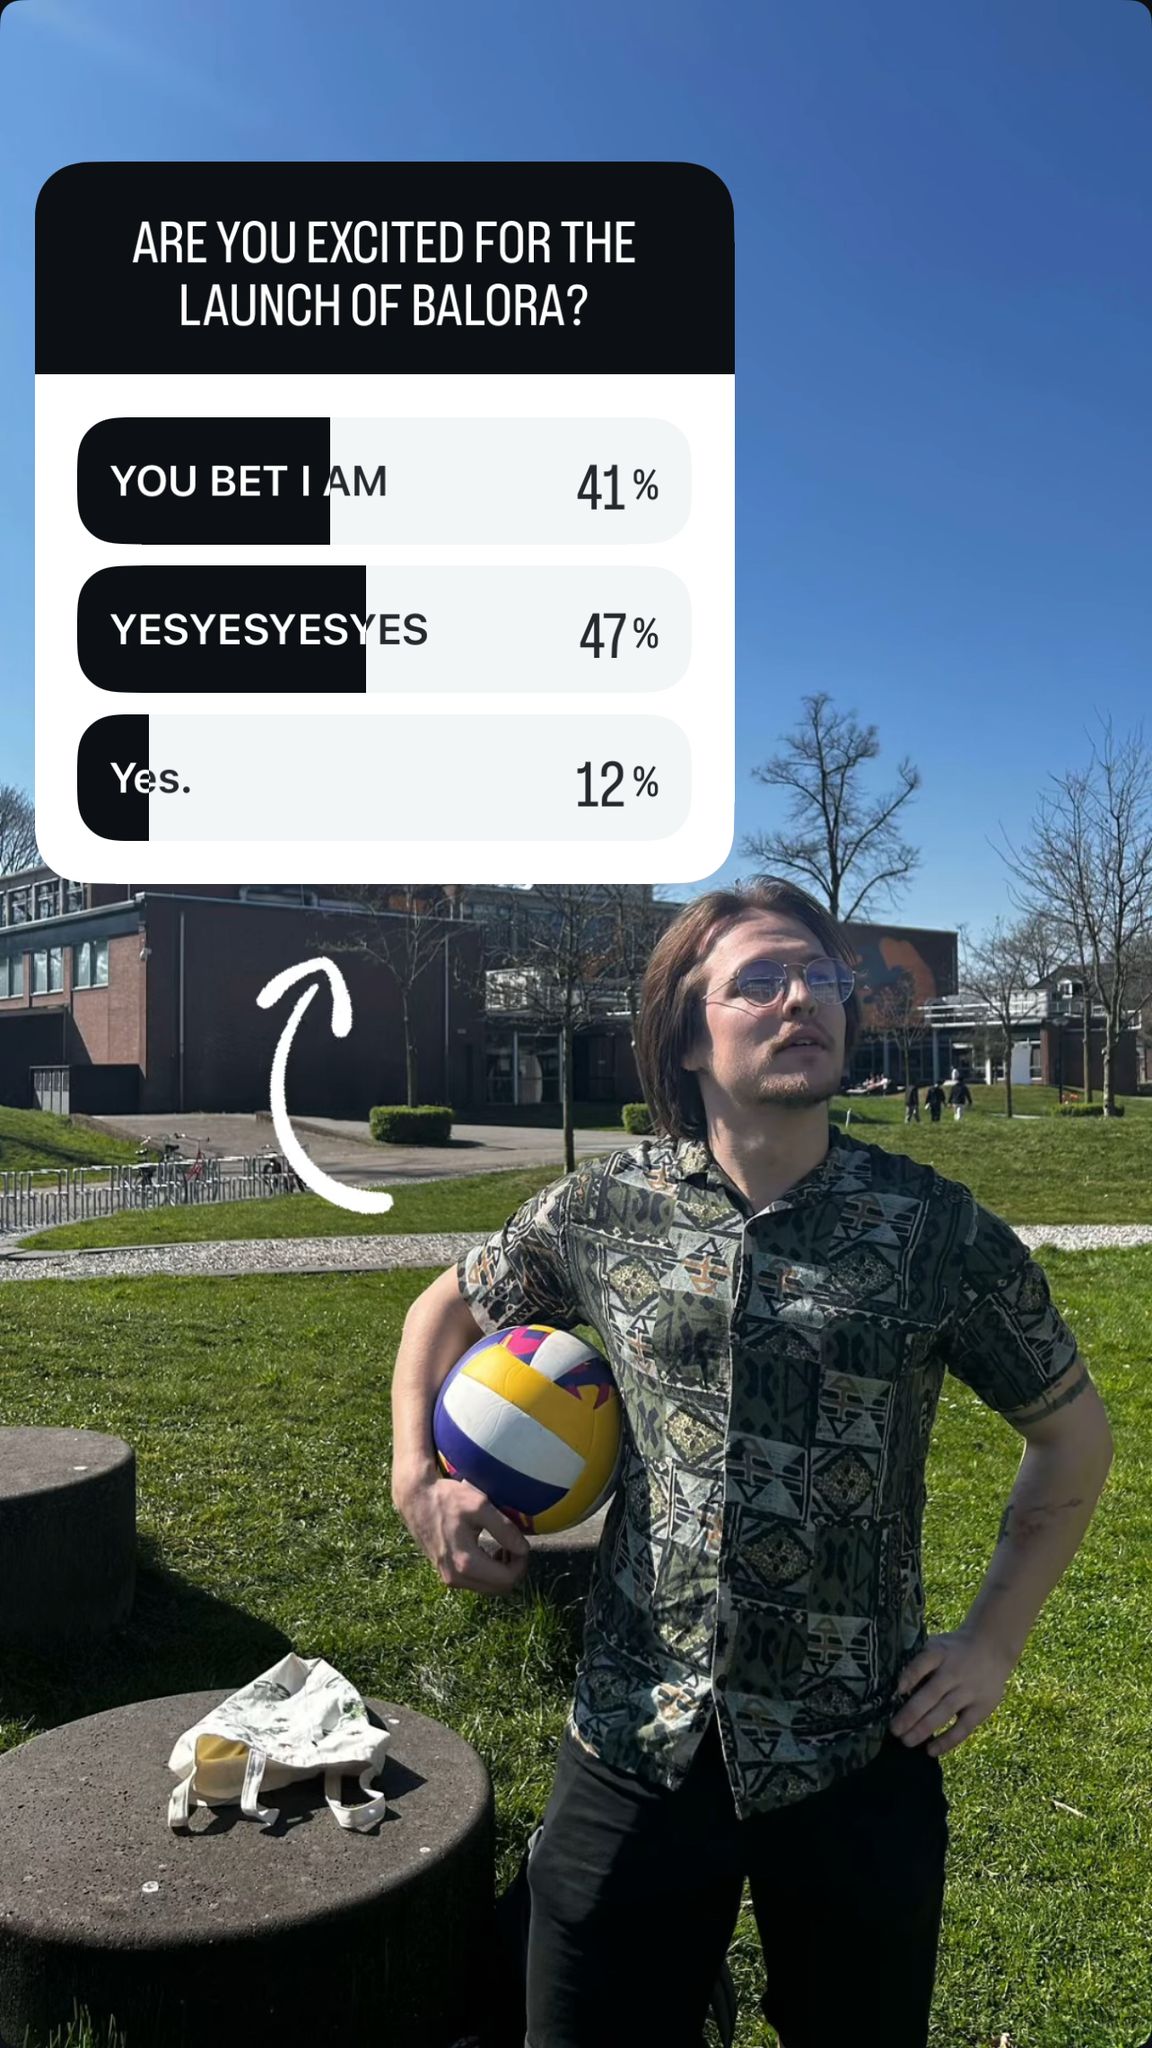 ARE YOU EXCITED FOR THE
LAUNCH OF BALORA?
YOU BET I AM 41%
YESYESYESYES 47%
Yes. 12%